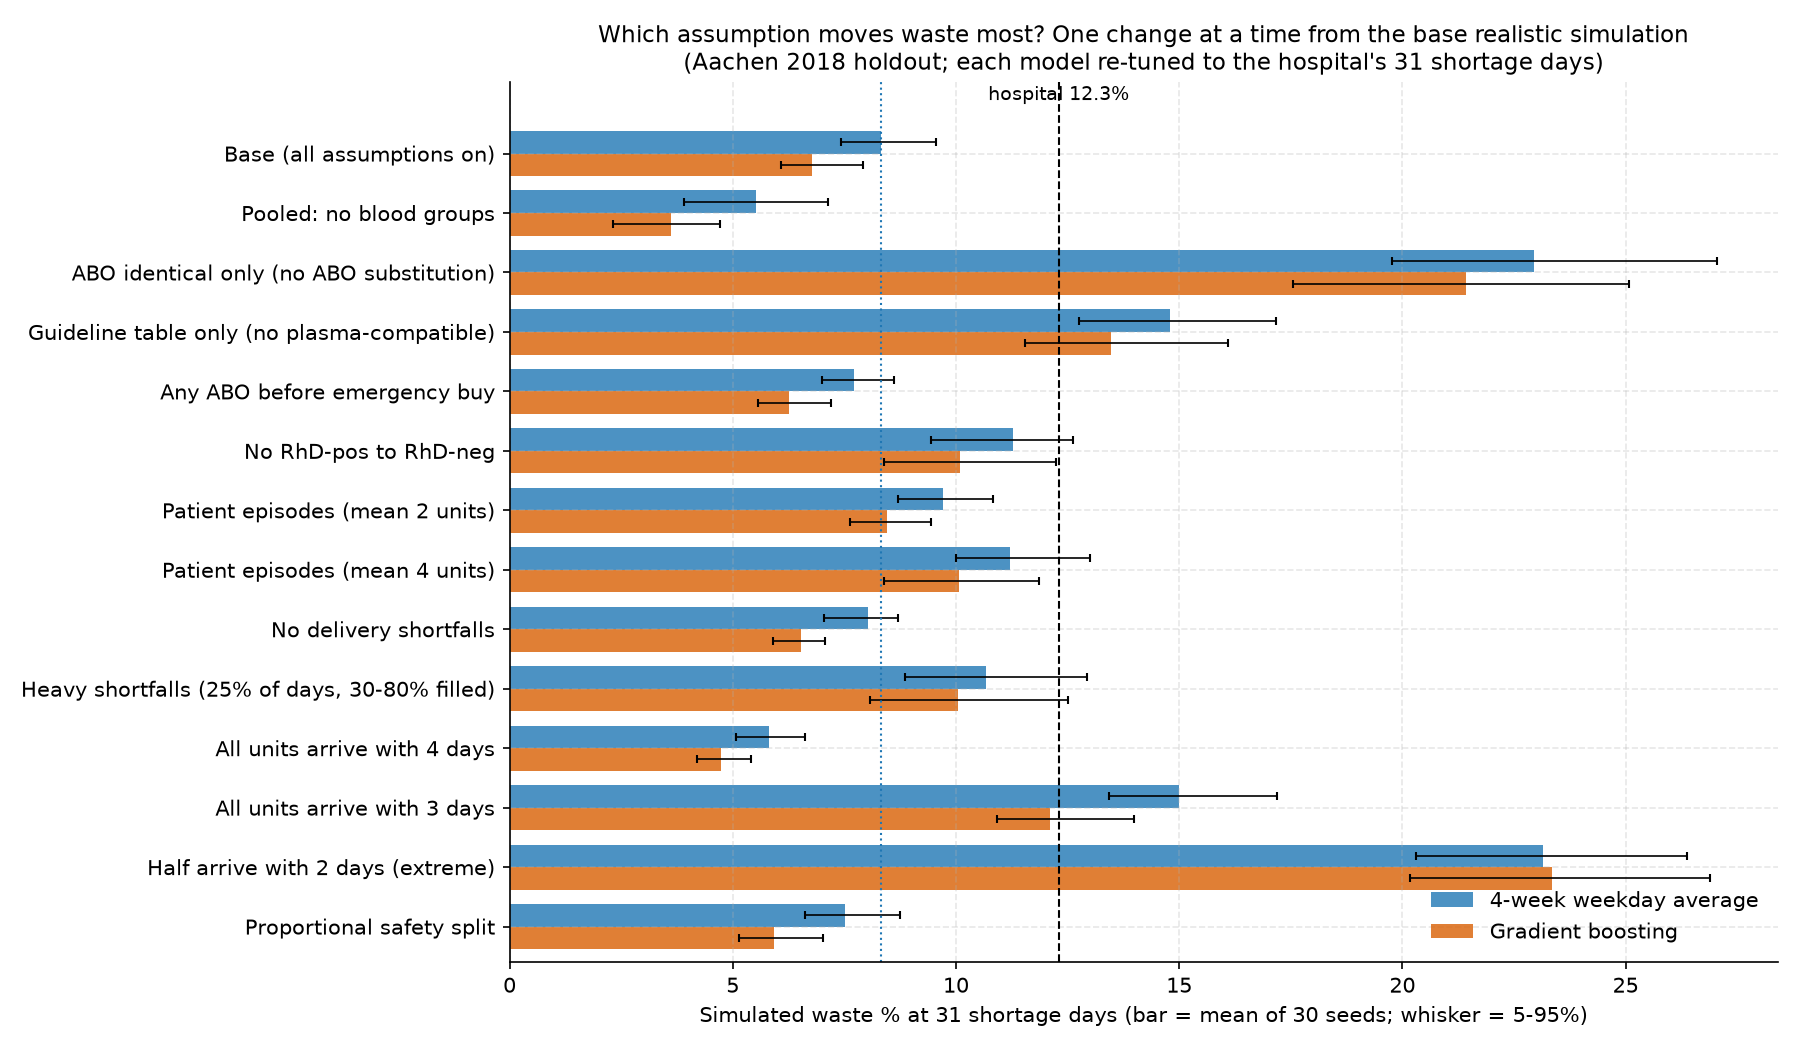 Which assumption moves waste most? One change at a time from the base realistic simulation
(Aachen 2018 holdout; each model re-tuned to the hospital's 31 shortage days)
hospital 12.3%
Base (all assumptions on)
Pooled: no blood groups
ABO identical only (no ABO substitution)
Guideline table only (no plasma-compatible)
Any ABO before emergency buy
No RhD-pos to RhD-neg
Patient episodes (mean 2 units)
Patient episodes (mean 4 units)
No delivery shortfalls
Heavy shortfalls (25% of days, 30-80% filled)
All units arrive with 4 days
All units arrive with 3 days
Half arrive with 2 days (extreme)
Proportional safety split
4-week weekday average
Gradient boosting
0 5 10 15 20 25
Simulated waste % at 31 shortage days (bar = mean of 30 seeds; whisker = 5-95%)